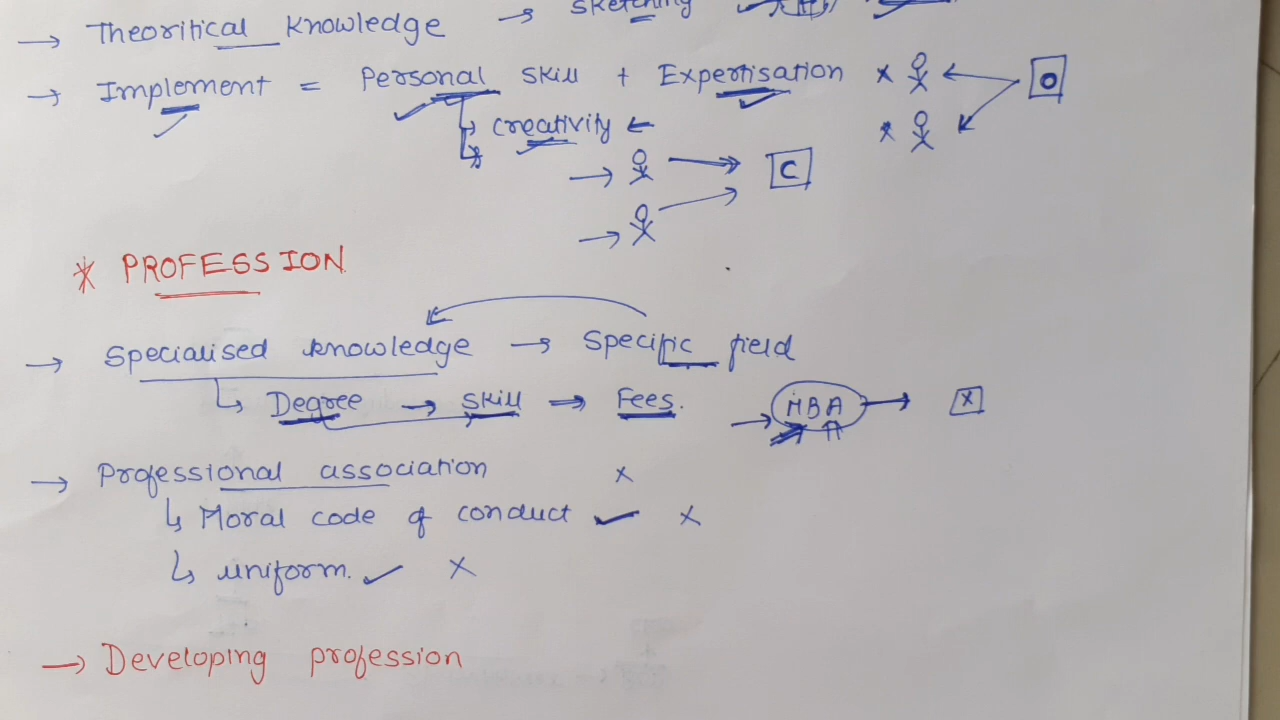 → Theoritical knowledge → Sketching
→ Implement = Personal skill + Expertisation * O
↳ creativity ← *
→ C
→
* PROFESSION
→ Specialised knowledge → Specific field
↳ Degree → skill → Fees. → MBA → X
→ Professional association ×
↳ Moral code of conduct ✓ ×
↳ uniform. ✓ ×
→ Developing profession